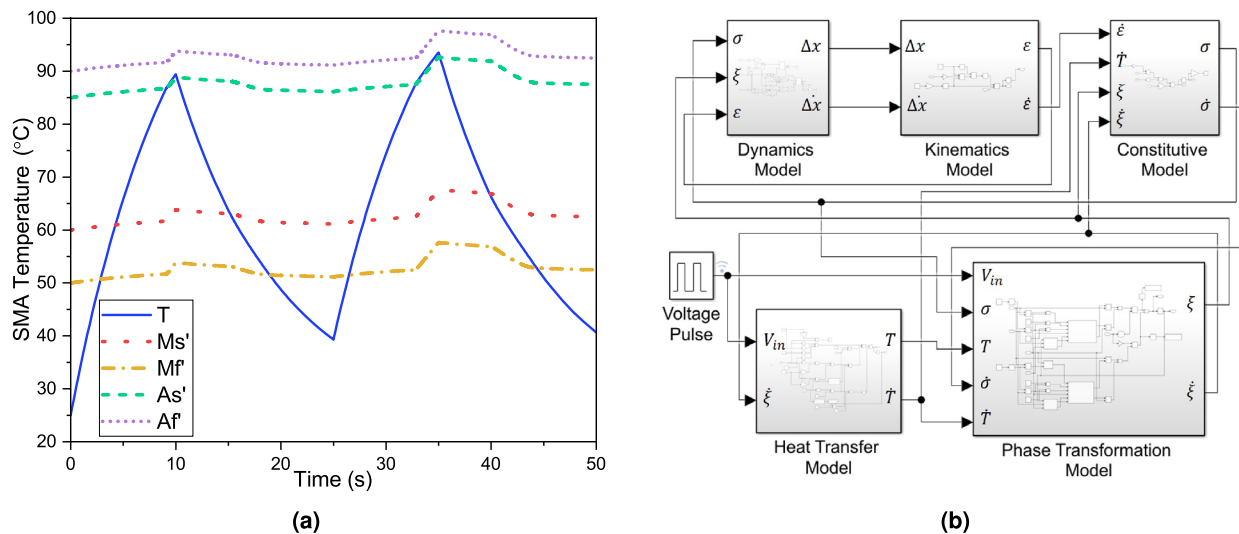 100
90
80
70
60
50
40
30
20
SMA Temperature (°C)
T
Ms'
Mf'
As'
Af'
0
10
20
30
40
50
Time (s)
(a)
σ
ξ
ε
Δx
Δẋ
Dynamics
Model
Δx
Δẋ
ε
ε̇
Kinematics
Model
ε̇
Ṫ
ξ
ξ̇
σ
σ̇
Constitutive
Model
Voltage
Pulse
V_in
ξ̇
T
Ṫ
Heat Transfer
Model
V_in
σ
T
σ̇
Ṫ
ξ
ξ̇
Phase Transformation
Model
(b)